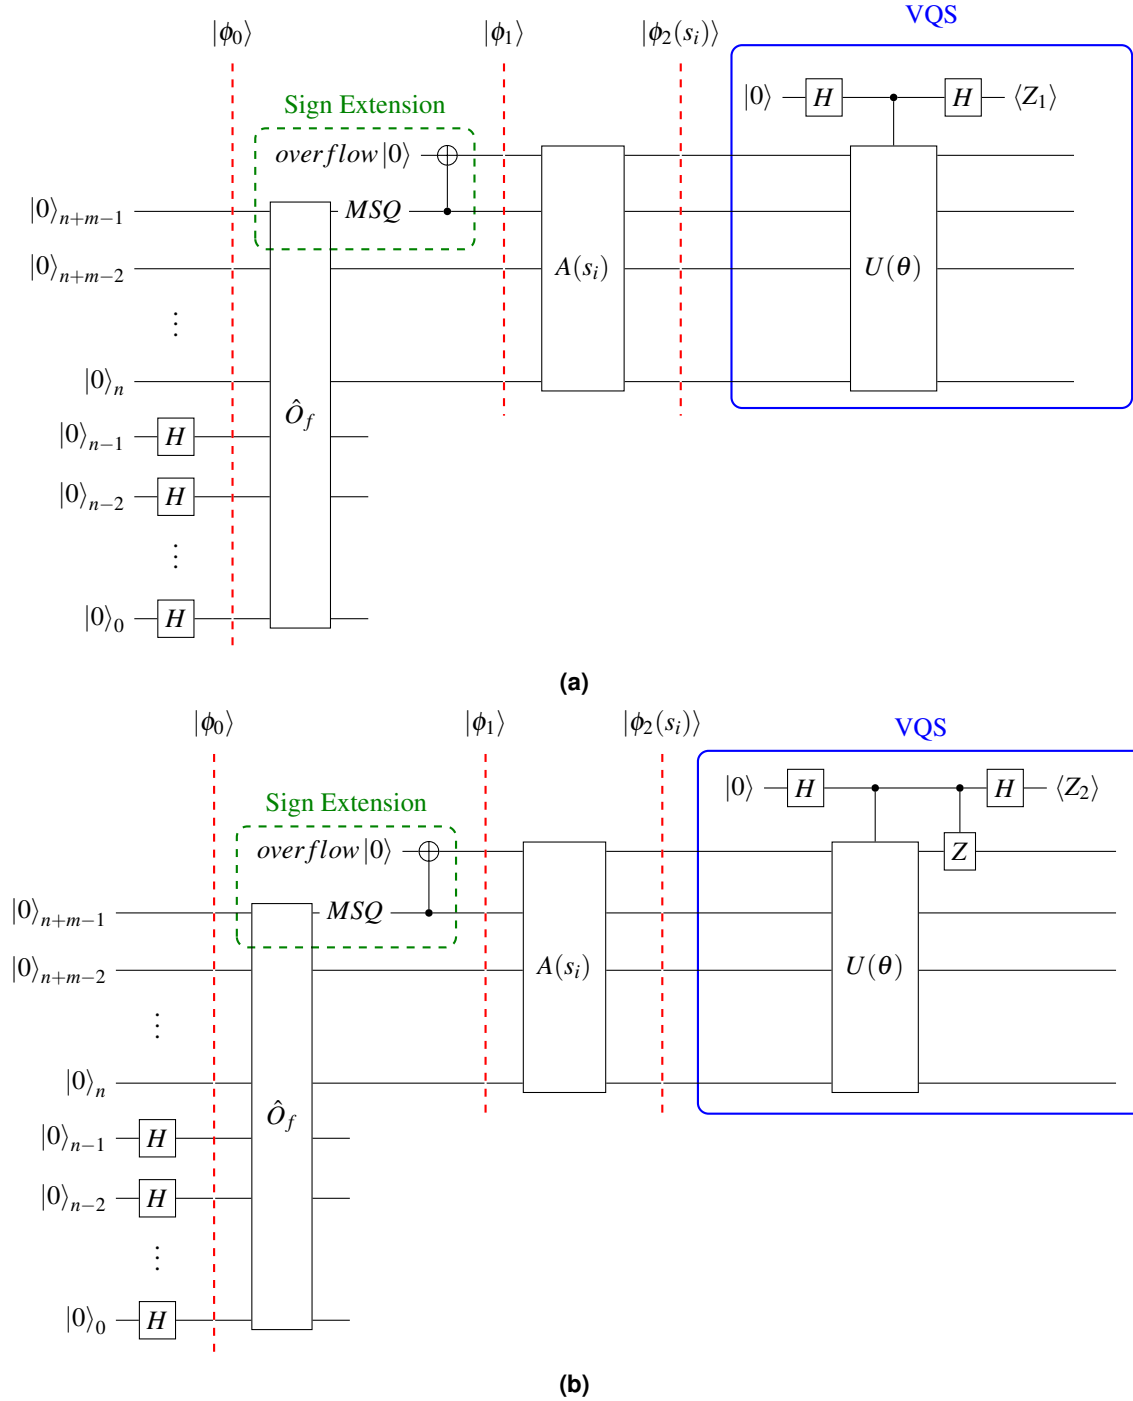 |ϕ₀⟩ |ϕ₁⟩ |ϕ₂(sᵢ)⟩ VQS
|0⟩ H H ⟨Z₁⟩
Sign Extension
overflow|0⟩
|0⟩ₙ₊ₘ₋₁ MSQ
|0⟩ₙ₊ₘ₋₂ A(sᵢ) U(θ)
⋮
|0⟩ₙ
Ô_f
|0⟩ₙ₋₁ H
|0⟩ₙ₋₂ H
⋮
|0⟩₀ H
(a)
|ϕ₀⟩ |ϕ₁⟩ |ϕ₂(sᵢ)⟩ VQS
|0⟩ H H ⟨Z₂⟩
Sign Extension
overflow|0⟩ Z
|0⟩ₙ₊ₘ₋₁ MSQ
|0⟩ₙ₊ₘ₋₂ A(sᵢ) U(θ)
⋮
|0⟩ₙ
Ô_f
|0⟩ₙ₋₁ H
|0⟩ₙ₋₂ H
⋮
|0⟩₀ H
(b)